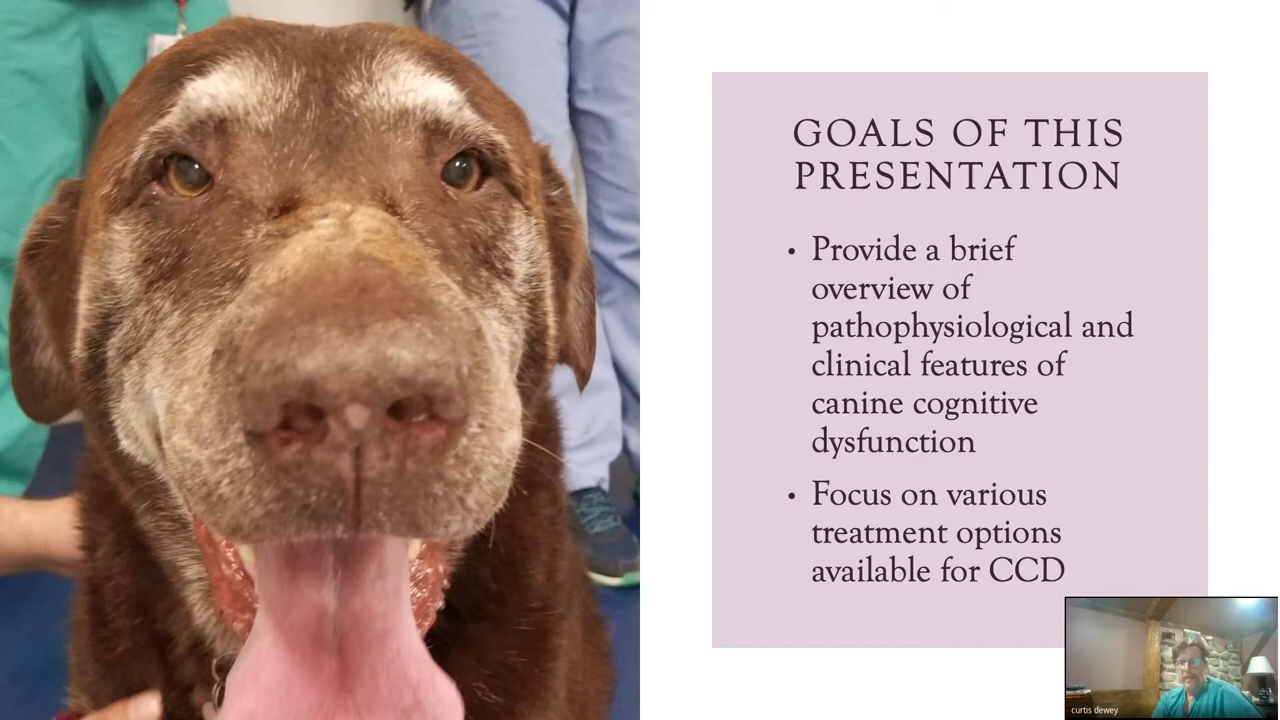 GOALS OF THIS
PRESENTATION
• Provide a brief
overview of
pathophysiological and
clinical features of
canine cognitive
dysfunction
• Focus on various
treatment options
available for CCD
curtis dewey